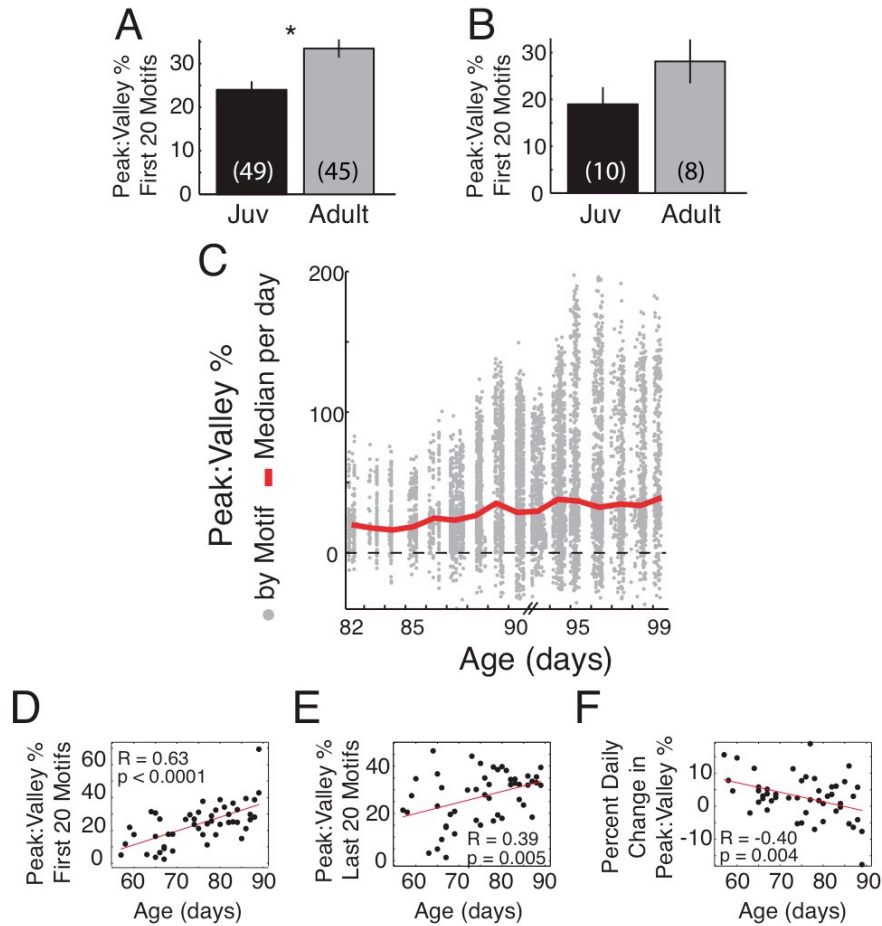 A
Peak:Valley %
First 20 Motifs
30
20
10
0
*
(49)
(45)
Juv
Adult
B
Peak:Valley %
First 20 Motifs
30
20
10
0
(10)
(8)
Juv
Adult
C
Peak:Valley %
by Motif
Median per day
200
100
0
82
85
90
95
99
Age (days)
D
Peak:Valley %
First 20 Motifs
60
40
20
0
R = 0.63
p < 0.0001
60
70
80
90
Age (days)
E
Peak:Valley %
Last 20 Motifs
40
20
0
R = 0.39
p = 0.005
60
70
80
90
Age (days)
F
Percent Daily
Change in
Peak:Valley %
10
0
-10
R = -0.40
p = 0.004
60
70
80
90
Age (days)